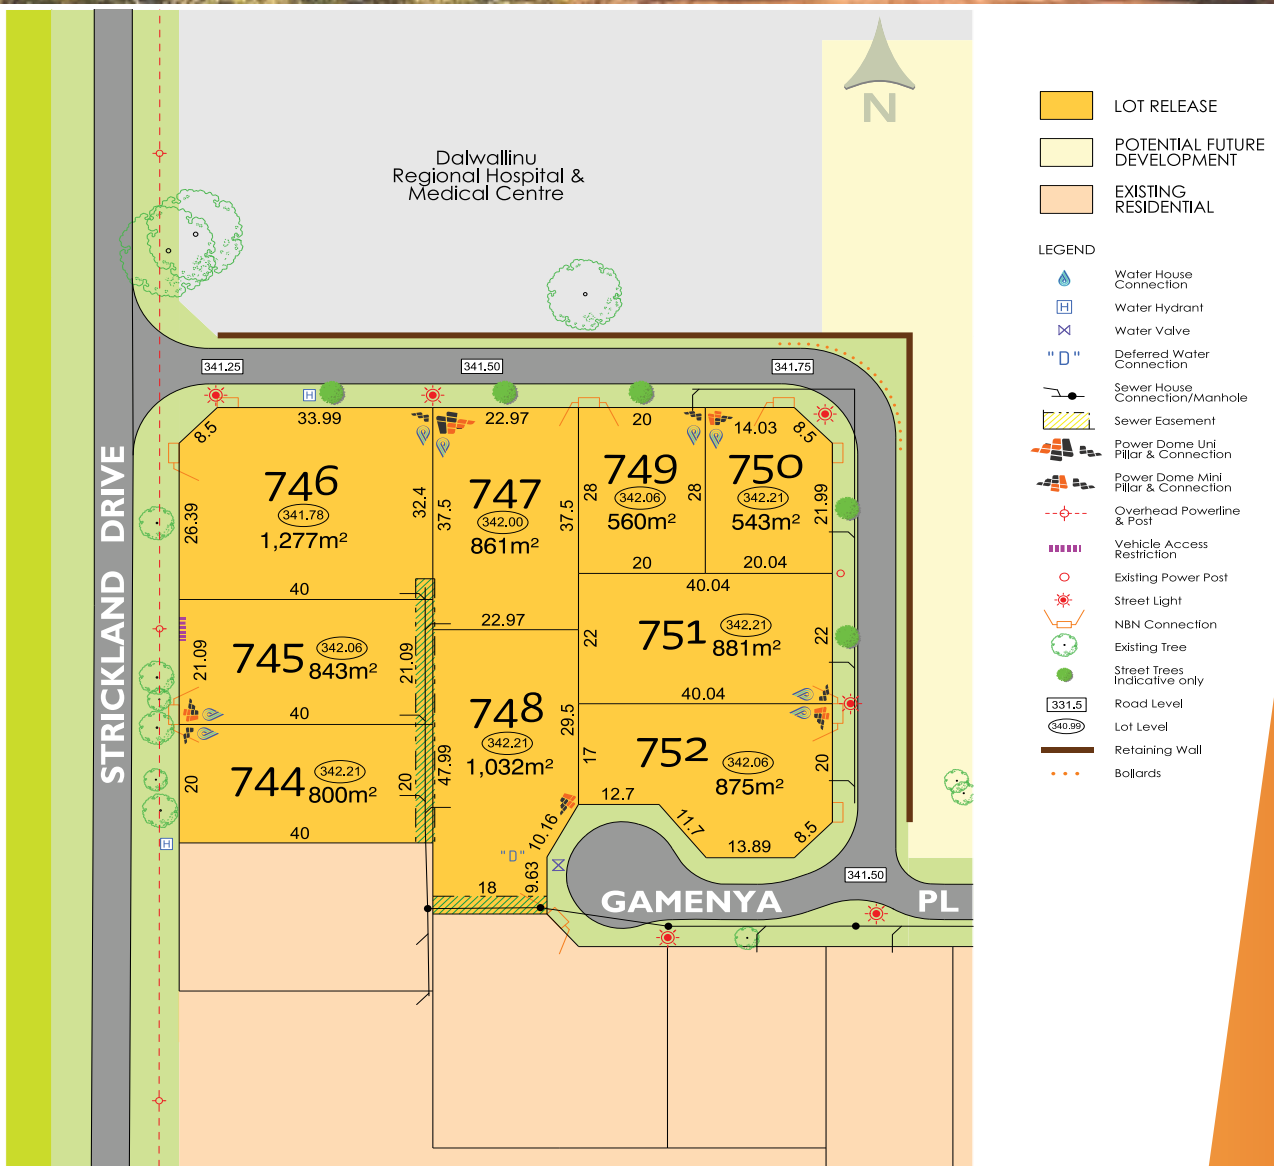 Dalwallinu
Regional Hospital &
Medical Centre
N
LOT RELEASE
POTENTIAL FUTURE
DEVELOPMENT
EXISTING
RESIDENTIAL
LEGEND
Water House
Connection
H
Water Hydrant
Water Valve
"D"
Deferred Water
Connection
Sewer House
Connection/Manhole
Sewer Easement
Power Dome Uni
Pillar & Connection
Power Dome Mini
Pillar & Connection
Overhead Powerline
& Post
Vehicle Access
Restriction
Existing Power Post
Street Light
NBN Connection
Existing Tree
Street Trees
Indicative only
331.5
Road Level
340.99
Lot Level
Retaining Wall
Bollards
STRICKLAND DRIVE
341.25
341.50
341.75
H
8.5
33.99
746
341.78
1,277m²
26.39
32.4
40
22.97
747
342.00
861m²
37.5
37.5
22.97
20
749
342.06
560m²
28
28
20
14.03
8.5
750
342.21
543m²
21.99
20.04
40.04
751
342.21
881m²
22
22
40.04
745
342.06
843m²
21.09
21.09
40
744
342.21
800m²
20
20
40
H
748
342.21
1,032m²
29.5
47.99
10.16
9.63
"D"
18
752
342.06
875m²
17
20
12.7
11.7
13.89
8.5
341.50
GAMENYA PL